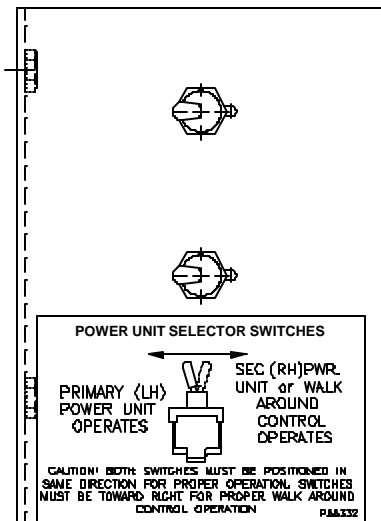 POWER UNIT SELECTOR SWITCHES
PRIMARY (LH)
POWER UNIT
OPERATES
SEC (RH)PWR.
UNIT or WALK
AROUND
CONTROL
OPERATES
CAUTION! BOTH SWITCHES MUST BE POSITIONED IN
SAME DIRECTION FOR PROPER OPERATION. SWITCHES
MUST BE TOWARD RIGHT FOR PROPER WALK AROUND
CONTROL OPERATION